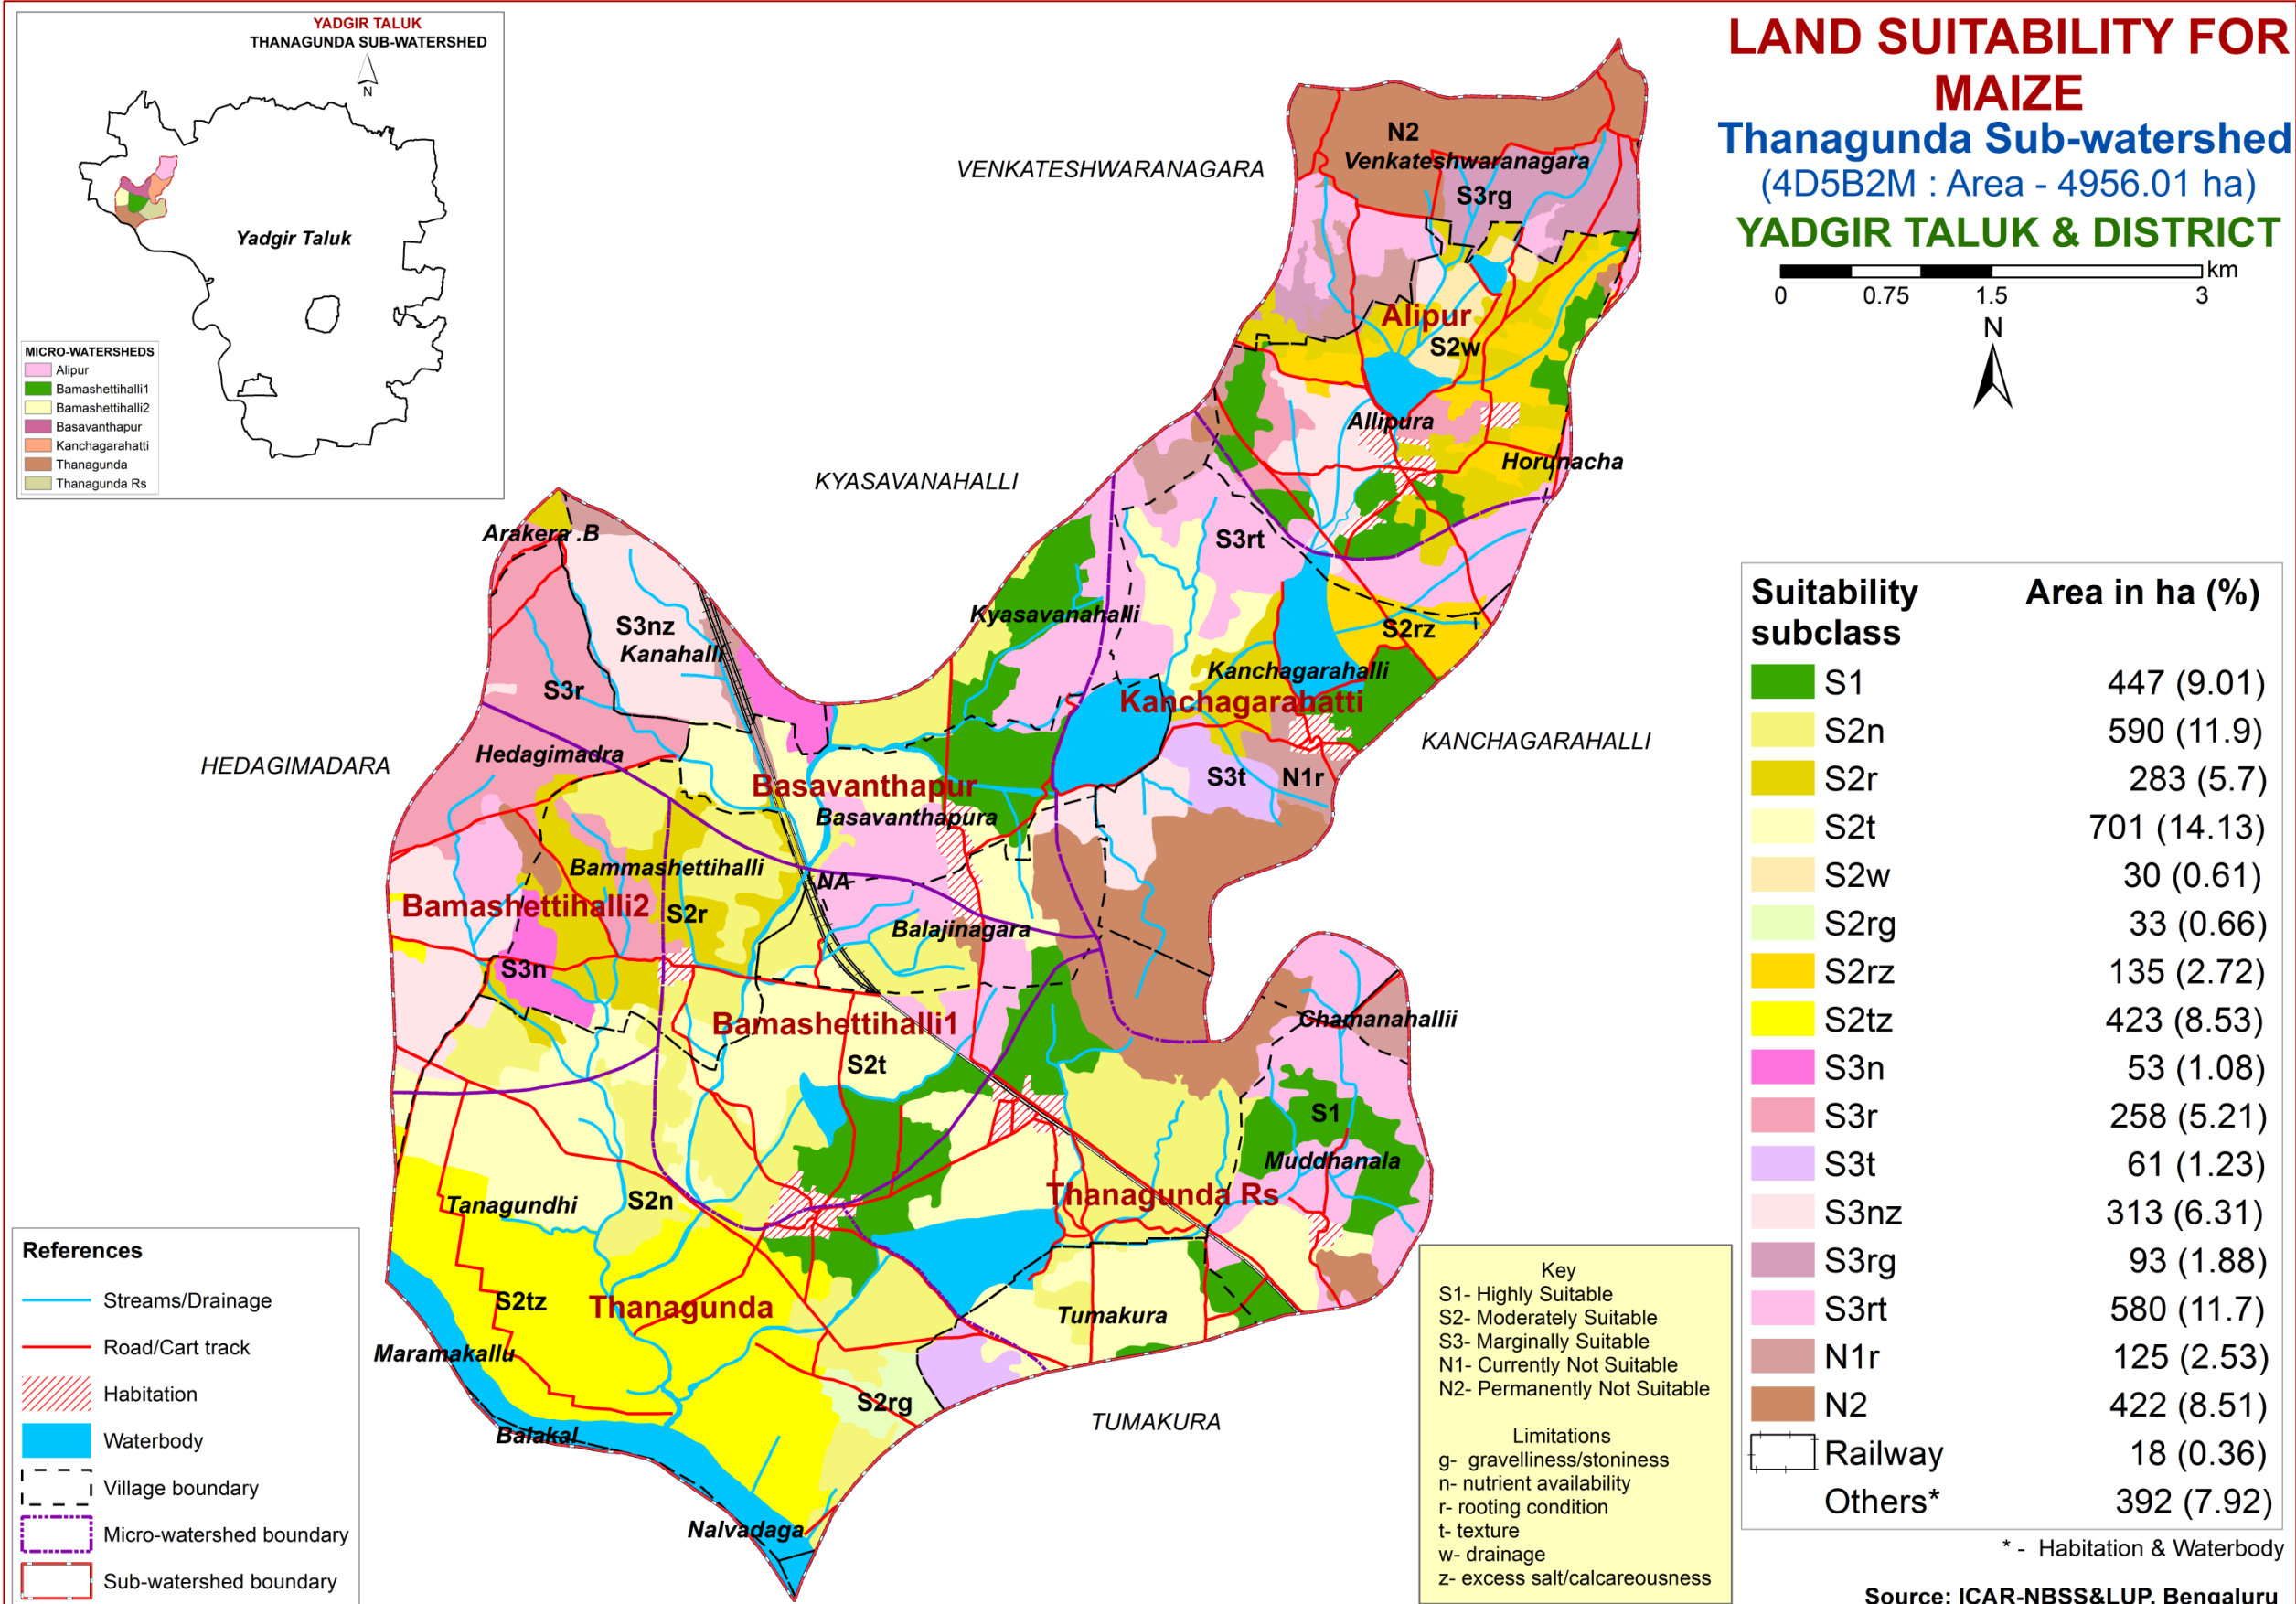 YADGIR TALUK
THANAGUNDA SUB-WATERSHED
N
Yadgir Taluk
MICRO-WATERSHEDS
Alipur
Bamashettihalli1
Bamashettihalli2
Basavanthapur
Kanchagarahatti
Thanagunda
Thanagunda Rs
LAND SUITABILITY FOR
MAIZE
Thanagunda Sub-watershed
(4D5B2M : Area - 4956.01 ha)
YADGIR TALUK & DISTRICT
km
0 0.75 1.5 3
N
N2
VENKATESHWARANAGARA
Venkateshwaranagara
S3rg
Alipur
S2w
Allipura
Horunacha
KYASAVANAHALLI
Arakera .B
S3rt
Kyasavanahalli
S3nz
S2rz
Kanahalli
Kanchagarahalli
S3r
Kanchagarahatti
KANCHAGARAHALLI
Hedagimadra
HEDAGIMADARA
S3t
N1r
Basavanthapur
Basavanthapura
Bammashettihalli
NA
Bamashettihalli2
S2r
Balajinagara
S3n
Bamashettihalli1
Chamanahallii
S2t
S1
Muddhanala
Thanagunda Rs
Tanagundhi
S2n
S2tz
Thanagunda
Tumakura
Maramakallu
S2rg
TUMAKURA
Balakal
Nalvadaga
Suitability
subclass
Area in ha (%)
S1 447 (9.01)
S2n 590 (11.9)
S2r 283 (5.7)
S2t 701 (14.13)
S2w 30 (0.61)
S2rg 33 (0.66)
S2rz 135 (2.72)
S2tz 423 (8.53)
S3n 53 (1.08)
S3r 258 (5.21)
S3t 61 (1.23)
S3nz 313 (6.31)
S3rg 93 (1.88)
S3rt 580 (11.7)
N1r 125 (2.53)
N2 422 (8.51)
Railway 18 (0.36)
Others* 392 (7.92)
* - Habitation & Waterbody
Source: ICAR-NBSS&LUP, Bengaluru
References
Streams/Drainage
Road/Cart track
Habitation
Waterbody
Village boundary
Micro-watershed boundary
Sub-watershed boundary
Key
S1- Highly Suitable
S2- Moderately Suitable
S3- Marginally Suitable
N1- Currently Not Suitable
N2- Permanently Not Suitable
Limitations
g- gravelliness/stoniness
n- nutrient availability
r- rooting condition
t- texture
w- drainage
z- excess salt/calcareousness